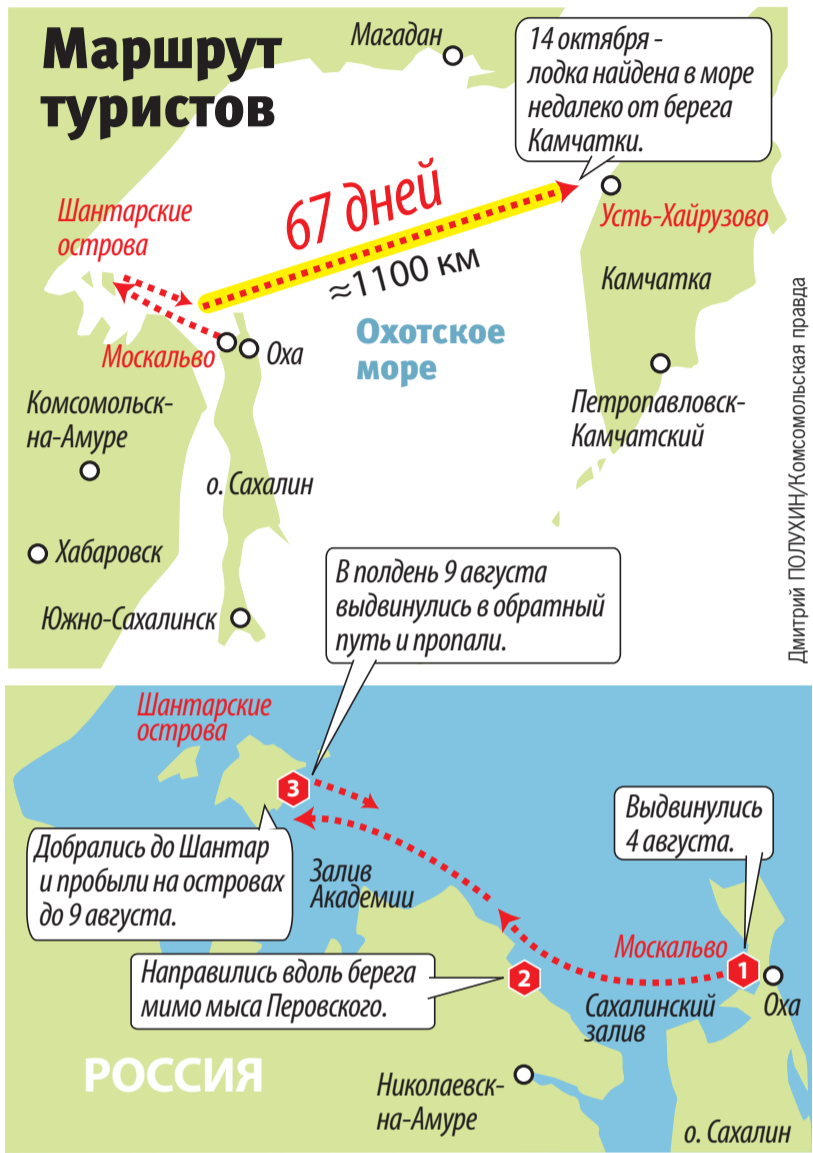 Маршрут
туристов
Магадан
14 октября -
лодка найдена в море
недалеко от берега
Камчатки.
67 дней
≈1100 км
Шантарские
острова
Усть-Хайрузово
Камчатка
Охотское
море
Москальво
Оха
Комсомольск-
на-Амуре
Петропавловск-
Камчатский
о. Сахалин
Хабаровск
Южно-Сахалинск
Дмитрий ПОЛУХИН/Комсомольская правда
В полдень 9 августа
выдвинулись в обратный
путь и пропали.
Шантарские
острова
3
Выдвинулись
4 августа.
Добрались до Шантар
и пробыли на островах
до 9 августа.
Залив
Академии
Москальво
1
Направились вдоль берега
мимо мыса Перовского.
2
Сахалинский
залив
Оха
РОССИЯ
Николаевск-
на-Амуре
о. Сахалин